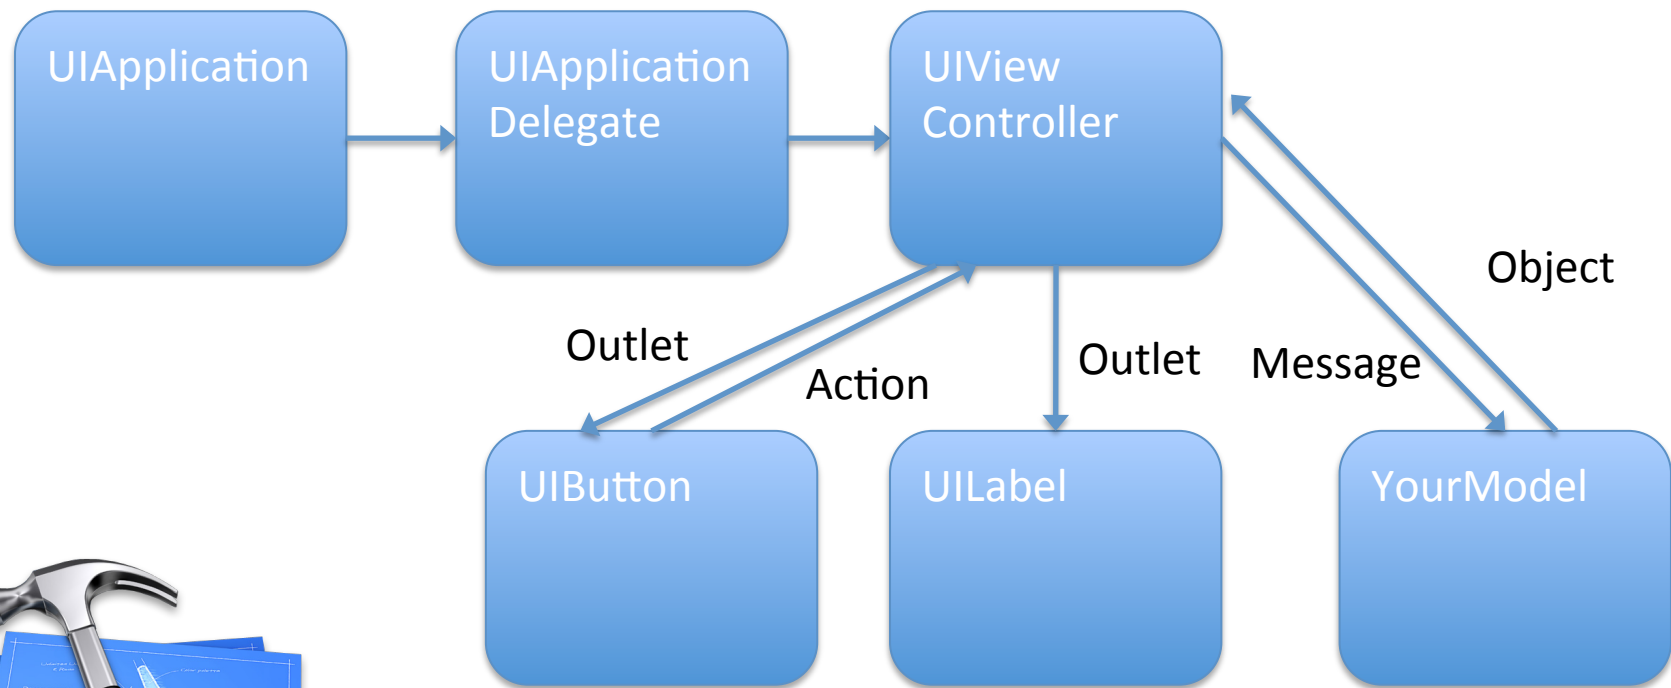 UIApplication
UIApplication
Delegate
UIView
Controller
Object
Outlet
Outlet
Message
Action
UIButton
UILabel
YourModel